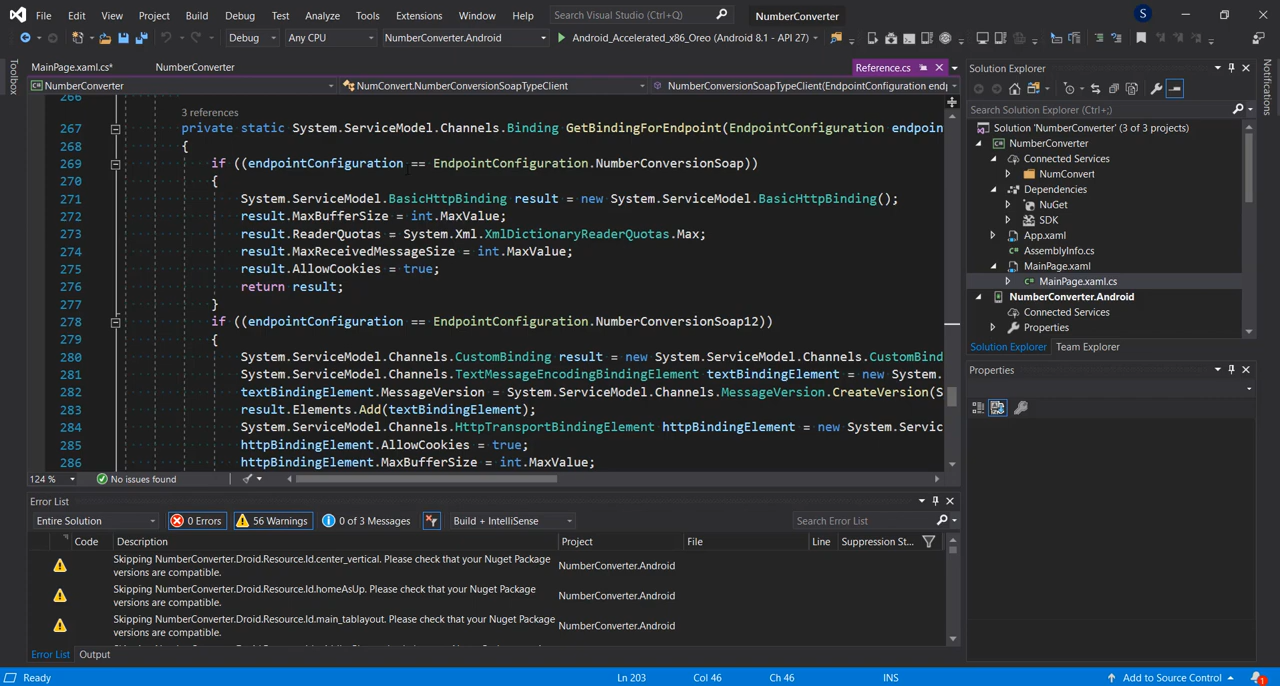 File Edit View Project Build Debug Test Analyze Tools Extensions Window Help Search Visual Studio (Ctrl+Q) NumberConverter S
Debug Any CPU NumberConverter.Android Android_Accelerated_x86_Oreo (Android 8.1 - API 27)
Toolbox
MainPage.xaml.cs* NumberConverter Reference.cs
NumberConverter NumConvert.NumberConversionSoapTypeClient NumberConversionSoapTypeClient(EndpointConfiguration endp
266
3 references
267 private static System.ServiceModel.Channels.Binding GetBindingForEndpoint(EndpointConfiguration endpoin
268 {
269 if ((endpointConfiguration == EndpointConfiguration.NumberConversionSoap))
270 {
271 System.ServiceModel.BasicHttpBinding result = new System.ServiceModel.BasicHttpBinding();
272 result.MaxBufferSize = int.MaxValue;
273 result.ReaderQuotas = System.Xml.XmlDictionaryReaderQuotas.Max;
274 result.MaxReceivedMessageSize = int.MaxValue;
275 result.AllowCookies = true;
276 return result;
277 }
278 if ((endpointConfiguration == EndpointConfiguration.NumberConversionSoap12))
279 {
280 System.ServiceModel.Channels.CustomBinding result = new System.ServiceModel.Channels.CustomBind
281 System.ServiceModel.Channels.TextMessageEncodingBindingElement textBindingElement = new System.
282 textBindingElement.MessageVersion = System.ServiceModel.Channels.MessageVersion.CreateVersion(S
283 result.Elements.Add(textBindingElement);
284 System.ServiceModel.Channels.HttpTransportBindingElement httpBindingElement = new System.Servic
285 httpBindingElement.AllowCookies = true;
286 httpBindingElement.MaxBufferSize = int.MaxValue;
124 % No issues found
Error List
Entire Solution 0 Errors 56 Warnings 0 of 3 Messages Build + IntelliSense Search Error List
Code Description Project File Line Suppression St...
Skipping NumberConverter.Droid.Resource.Id.center_vertical. Please check that your Nuget Package
versions are compatible. NumberConverter.Android
Skipping NumberConverter.Droid.Resource.Id.homeAsUp. Please check that your Nuget Package
versions are compatible. NumberConverter.Android
Skipping NumberConverter.Droid.Resource.Id.main_tablayout. Please check that your Nuget Package
versions are compatible. NumberConverter.Android
Error List Output
Solution Explorer
Search Solution Explorer (Ctrl+;)
Solution 'NumberConverter' (3 of 3 projects)
NumberConverter
Connected Services
NumConvert
Dependencies
NuGet
SDK
App.xaml
AssemblyInfo.cs
MainPage.xaml
MainPage.xaml.cs
NumberConverter.Android
Connected Services
Properties
Solution Explorer Team Explorer
Properties
Notifications
Ready Ln 203 Col 46 Ch 46 INS Add to Source Control 1